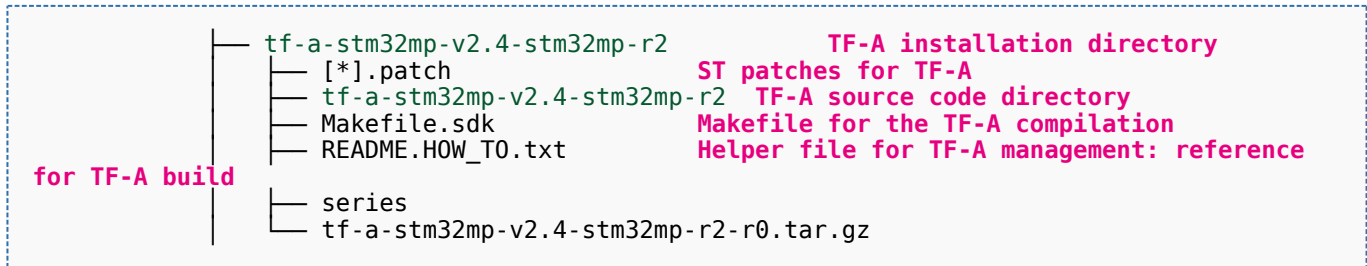 ├── tf-a-stm32mp-v2.4-stm32mp-r2 TF-A installation directory
│ ├── [*].patch ST patches for TF-A
│ ├── tf-a-stm32mp-v2.4-stm32mp-r2 TF-A source code directory
│ ├── Makefile.sdk Makefile for the TF-A compilation
│ ├── README.HOW_TO.txt Helper file for TF-A management: reference
for TF-A build
│ ├── series
│ └── tf-a-stm32mp-v2.4-stm32mp-r2-r0.tar.gz